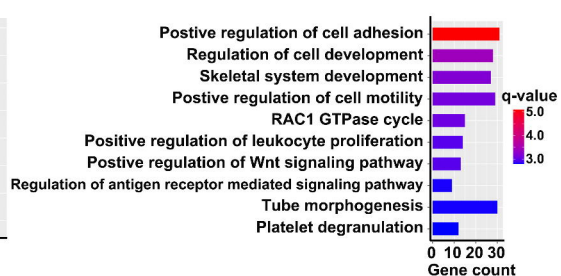 Postive regulation of cell adhesion
Regulation of cell development
Skeletal system development
Postive regulation of cell motility
RAC1 GTPase cycle
Positive regulation of leukocyte proliferation
Postive regulation of Wnt signaling pathway
Regulation of antigen receptor mediated signaling pathway
Tube morphogenesis
Platelet degranulation
0 10 20 30
Gene count
q-value
5.0
4.0
3.0